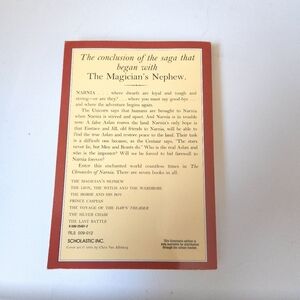 The conclusion of the saga that
began with
The Magician's Nephew.
NARNIA . . . where dwarfs are loyal and tough and
strong—or are they? . . . where you must say good-bye . . .
and where the adventure begins again.
The Unicorn says that humans are brought to Narnia
when Narnia is stirred and upset. And Narnia is in trouble
now: A false Aslan roams the land. Narnia's only hope is
that Eustace and Jill, old friends to Narnia, will be able to
find the true Aslan and restore peace to the land. Their task
is a difficult one because, as the Centaur says, "The stars
never lie, but Men and Beasts do." Who is the real Aslan and
who is the imposter? Will we be forced to bid farewell to
Narnia forever?
Enter this enchanted world countless times in The
Chronicles of Narnia. There are seven books in all:
THE MAGICIAN'S NEPHEW
THE LION, THE WITCH AND THE WARDROBE
THE HORSE AND HIS BOY
PRINCE CASPIAN
THE VOYAGE OF THE DAWN TREADER
THE SILVER CHAIR
THE LAST BATTLE
RL5 009-012
SCHOLASTIC INC.